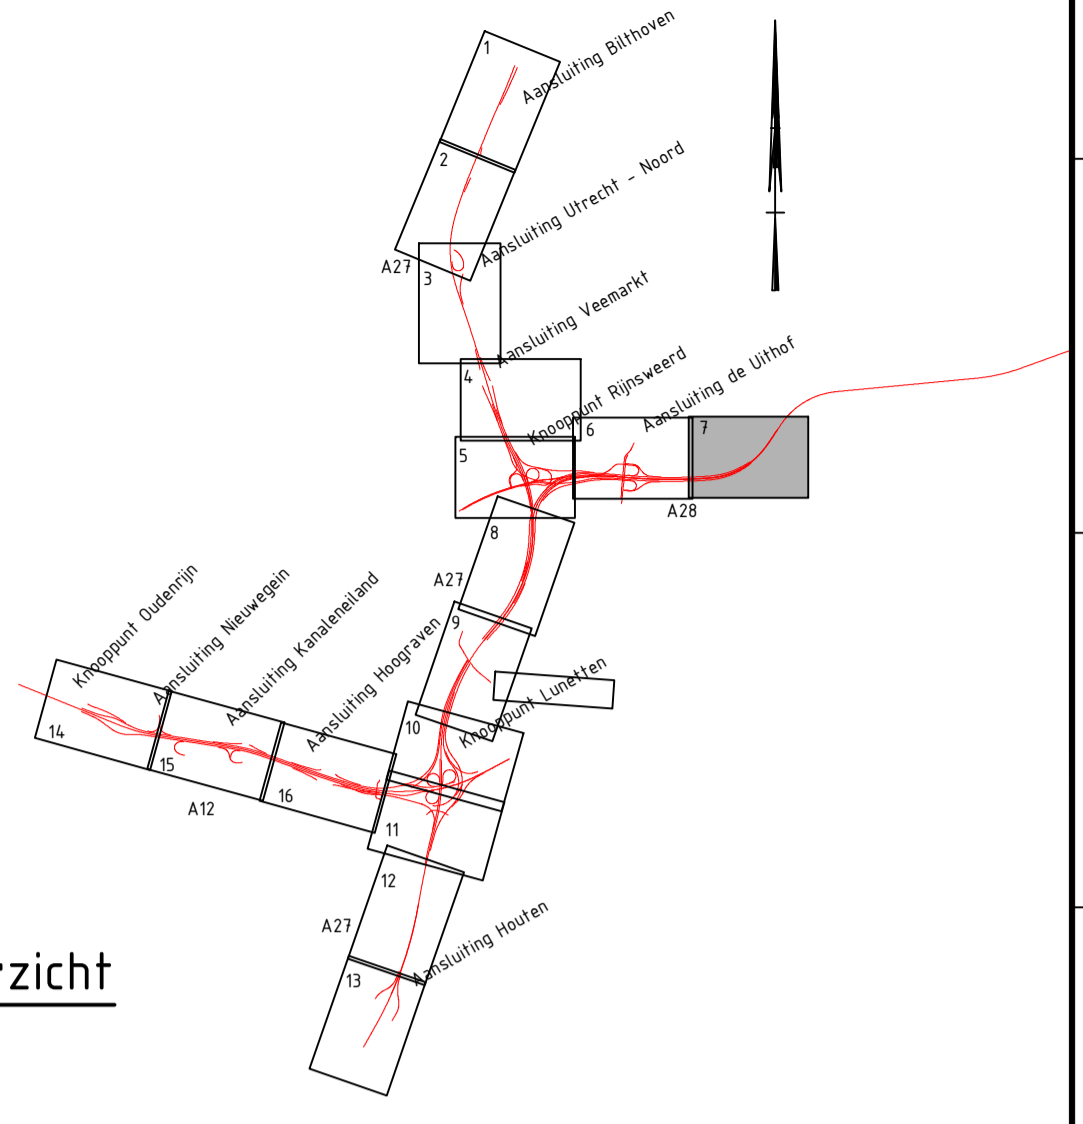 1
Aansluiting Bilthoven
2
Aansluiting Utrecht - Noord
A27
3
Aansluiting Veemarkt
4
Knooppunt Rijnsweerd
Aansluiting de Uithof
5
6
7
A28
8
A27
9
Knooppunt Oudenrijn
Aansluiting Nieuwegein
Aansluiting Kanaleneiland
Aansluiting Hoograven
Knooppunt Lunetten
10
14
15
16
A12
11
12
A27
Aansluiting Houten
13
rzicht